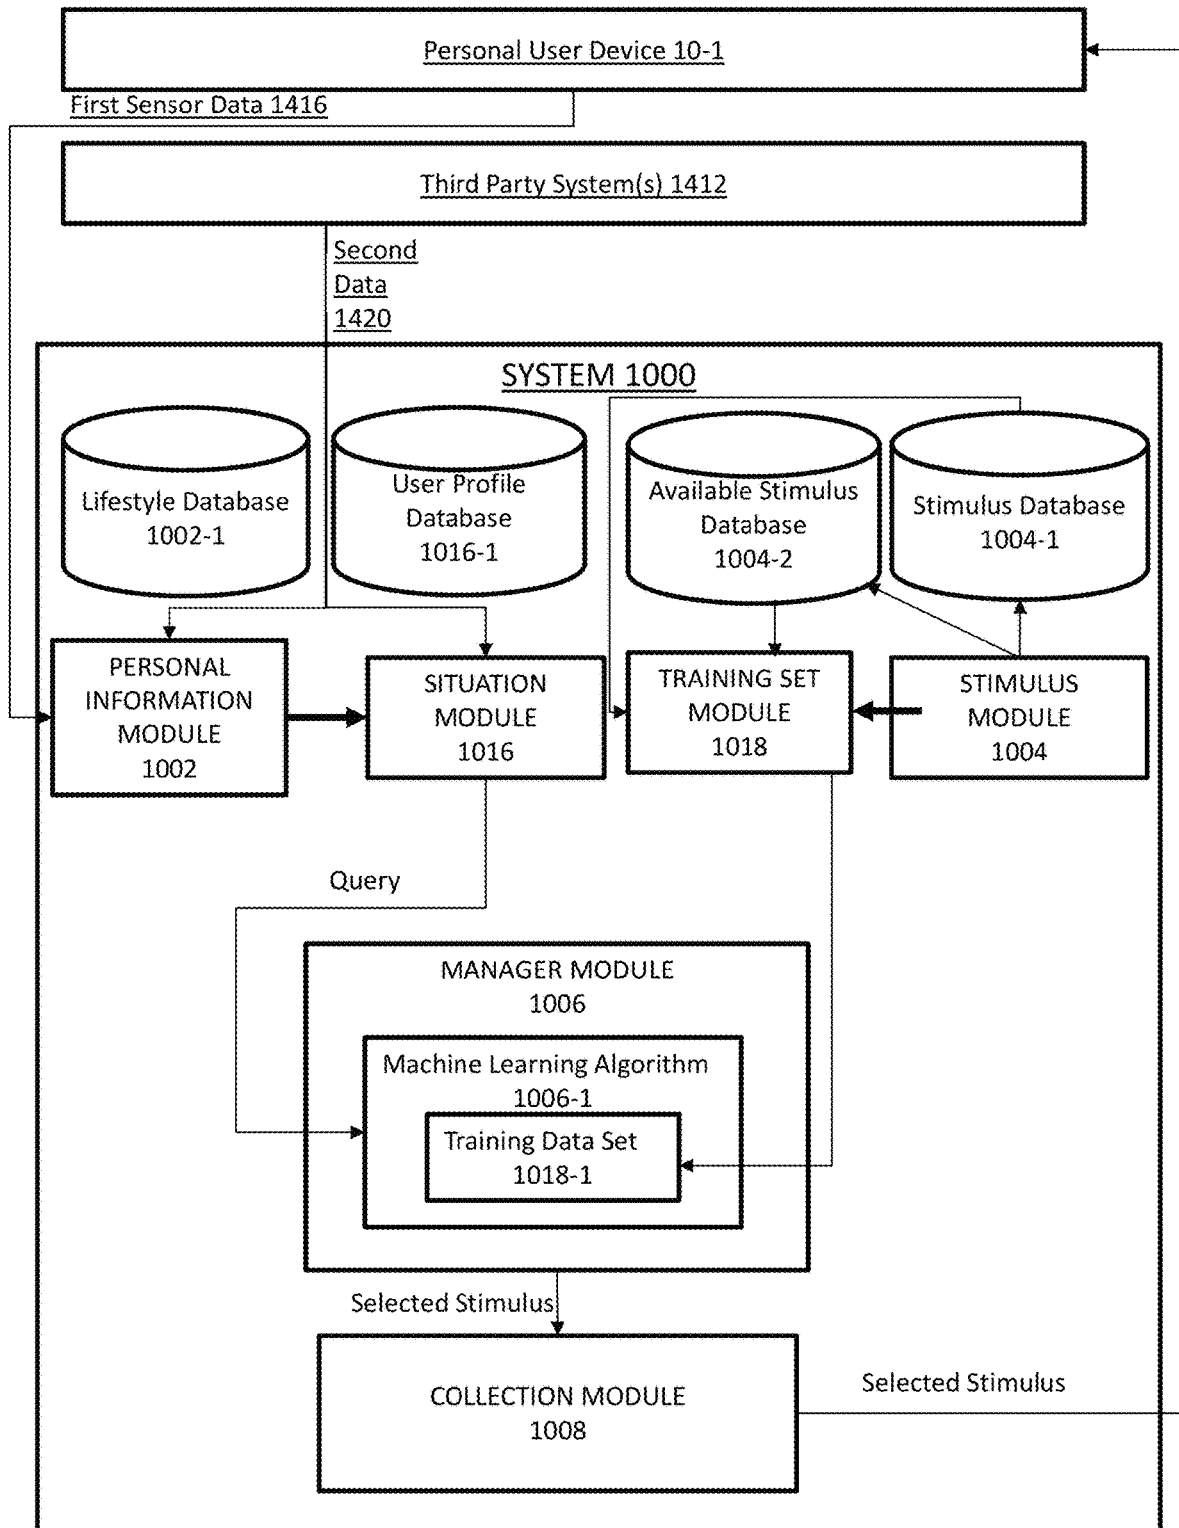 Personal User Device 10-1
First Sensor Data 1416
Third Party System(s) 1412
Second
Data
1420
SYSTEM 1000
Lifestyle Database
1002-1
User Profile
Database
1016-1
Available Stimulus
Database
1004-2
Stimulus Database
1004-1
PERSONAL
INFORMATION
MODULE
1002
SITUATION
MODULE
1016
TRAINING SET
MODULE
1018
STIMULUS
MODULE
1004
Query
MANAGER MODULE
1006
Machine Learning Algorithm
1006-1
Training Data Set
1018-1
Selected Stimulus
COLLECTION MODULE
1008
Selected Stimulus